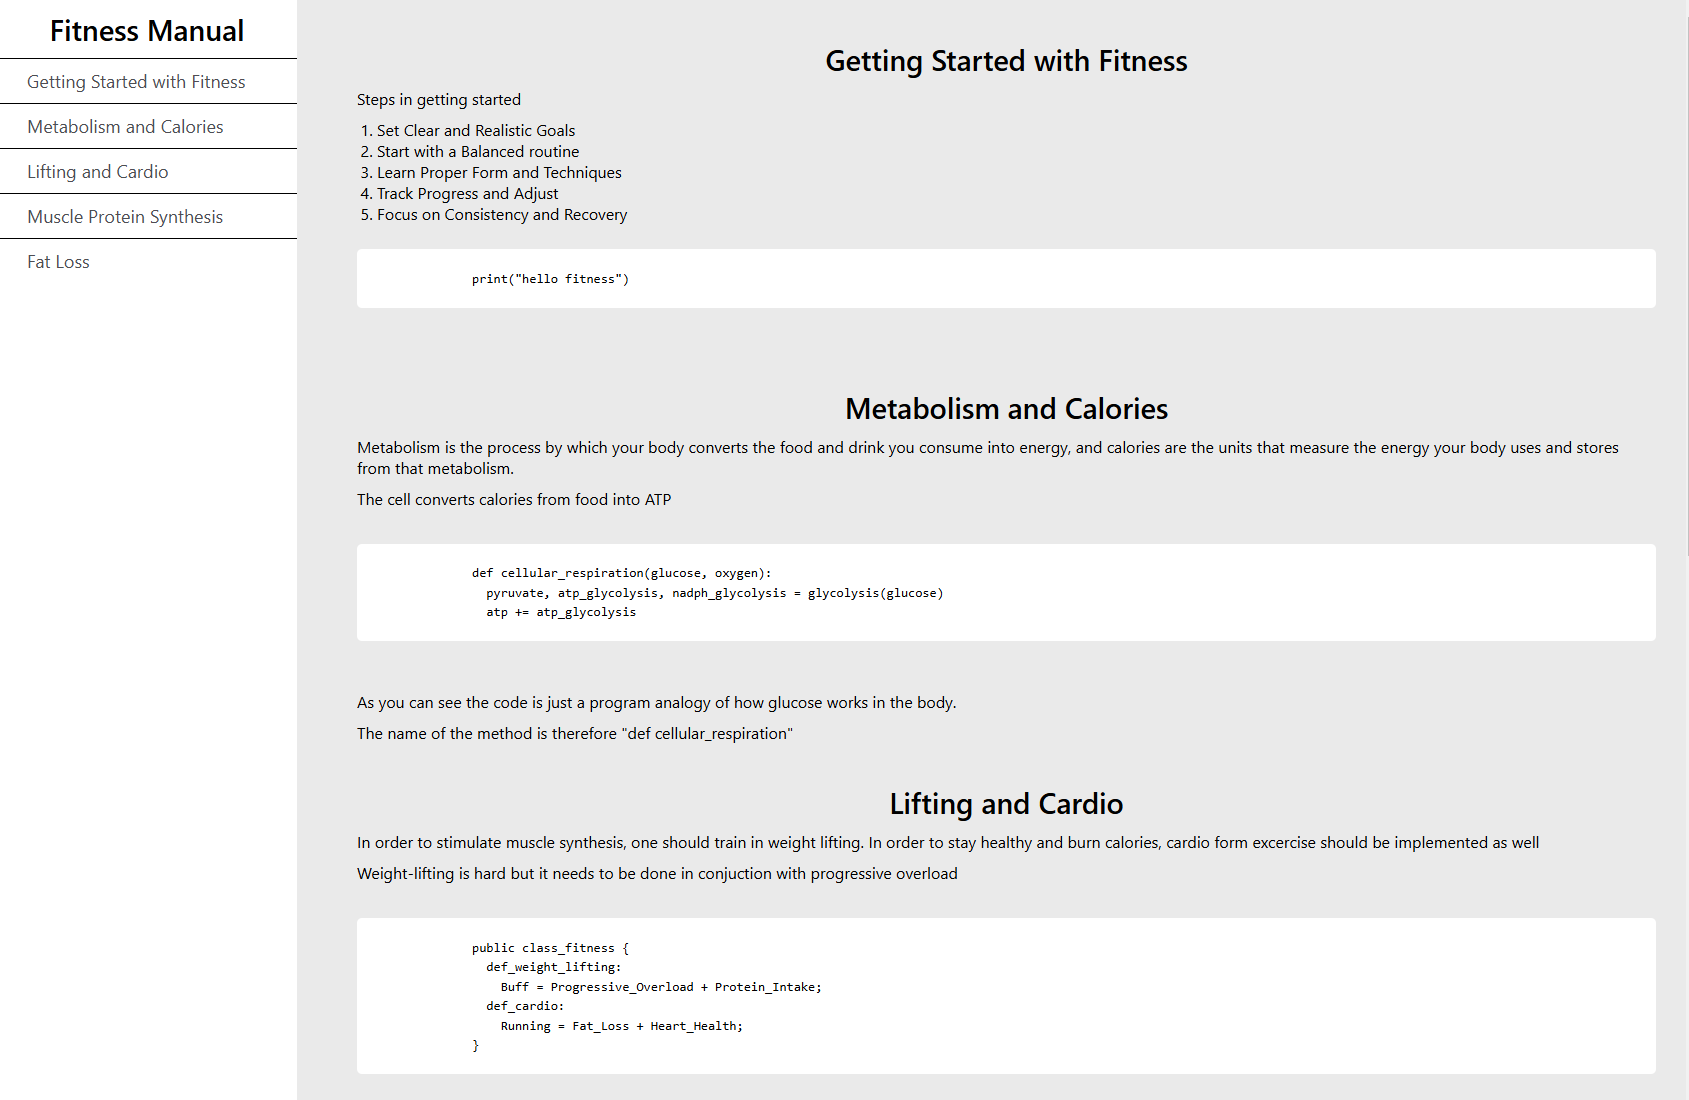 Fitness Manual
Getting Started with Fitness
Metabolism and Calories
Lifting and Cardio
Muscle Protein Synthesis
Fat Loss
Getting Started with Fitness
Steps in getting started
1. Set Clear and Realistic Goals
2. Start with a Balanced routine
3. Learn Proper Form and Techniques
4. Track Progress and Adjust
5. Focus on Consistency and Recovery
print("hello fitness")
Metabolism and Calories
Metabolism is the process by which your body converts the food and drink you consume into energy, and calories are the units that measure the energy your body uses and stores
from that metabolism.
The cell converts calories from food into ATP
def cellular_respiration(glucose, oxygen):
  pyruvate, atp_glycolysis, nadph_glycolysis = glycolysis(glucose)
  atp += atp_glycolysis
As you can see the code is just a program analogy of how glucose works in the body.
The name of the method is therefore "def cellular_respiration"
Lifting and Cardio
In order to stimulate muscle synthesis, one should train in weight lifting. In order to stay healthy and burn calories, cardio form excercise should be implemented as well
Weight-lifting is hard but it needs to be done in conjuction with progressive overload
public class_fitness {
  def_weight_lifting:
    Buff = Progressive_Overload + Protein_Intake;
  def_cardio:
    Running = Fat_Loss + Heart_Health;
}